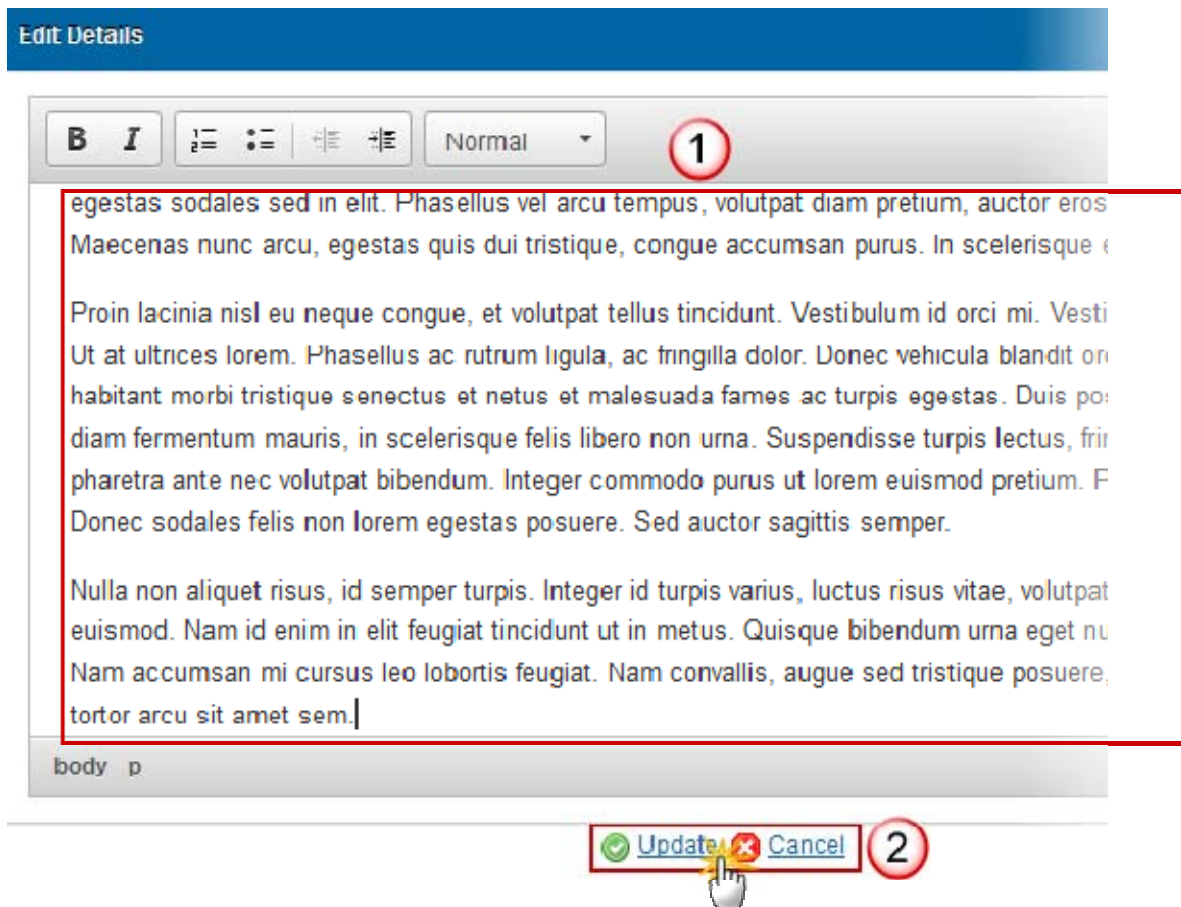 Edit Details
B I Normal
1
egestas sodales sed in elit. Phasellus vel arcu tempus, volutpat diam pretium, auctor eros
Maecenas nunc arcu, egestas quis dui tristique, congue accumsan purus. In scelerisque
Proin lacinia nisl eu neque congue, et volutpat tellus tincidunt. Vestibulum id orci mi. Vesti
Ut at ultrices lorem. Phasellus ac rutrum ligula, ac fringilla dolor. Donec vehicula blandit
habitant morbi tristique senectus et netus et malesuada fames ac turpis egestas. Duis
diam fermentum mauris, in scelerisque felis libero non urna. Suspendisse turpis lectus,
pharetra ante nec volutpat bibendum. Integer commodo purus ut lorem euismod pretium.
Donec sodales felis non lorem egestas posuere. Sed auctor sagittis semper.
Nulla non aliquet risus, id semper turpis. Integer id turpis varius, luctus risus vitae, volutpat
euismod. Nam id enim in elit feugiat tincidunt ut in metus. Quisque bibendum urna eget nu
Nam accumsan mi cursus leo lobortis feugiat. Nam convallis, augue sed tristique posuere,
tortor arcu sit amet sem.
body p
Update Cancel 2